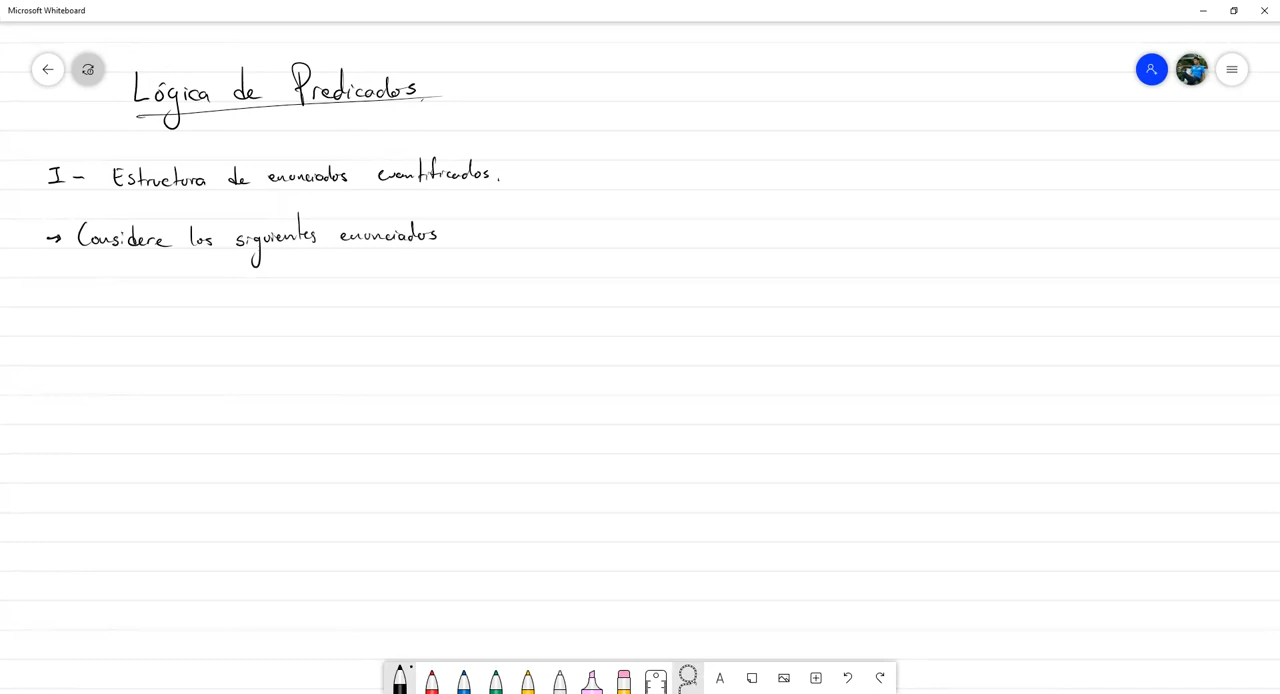 Microsoft Whiteboard
Lógica de Predicados.
I - Estructura de enunciados cuantificados.
→ Considere los siguientes enunciados
A